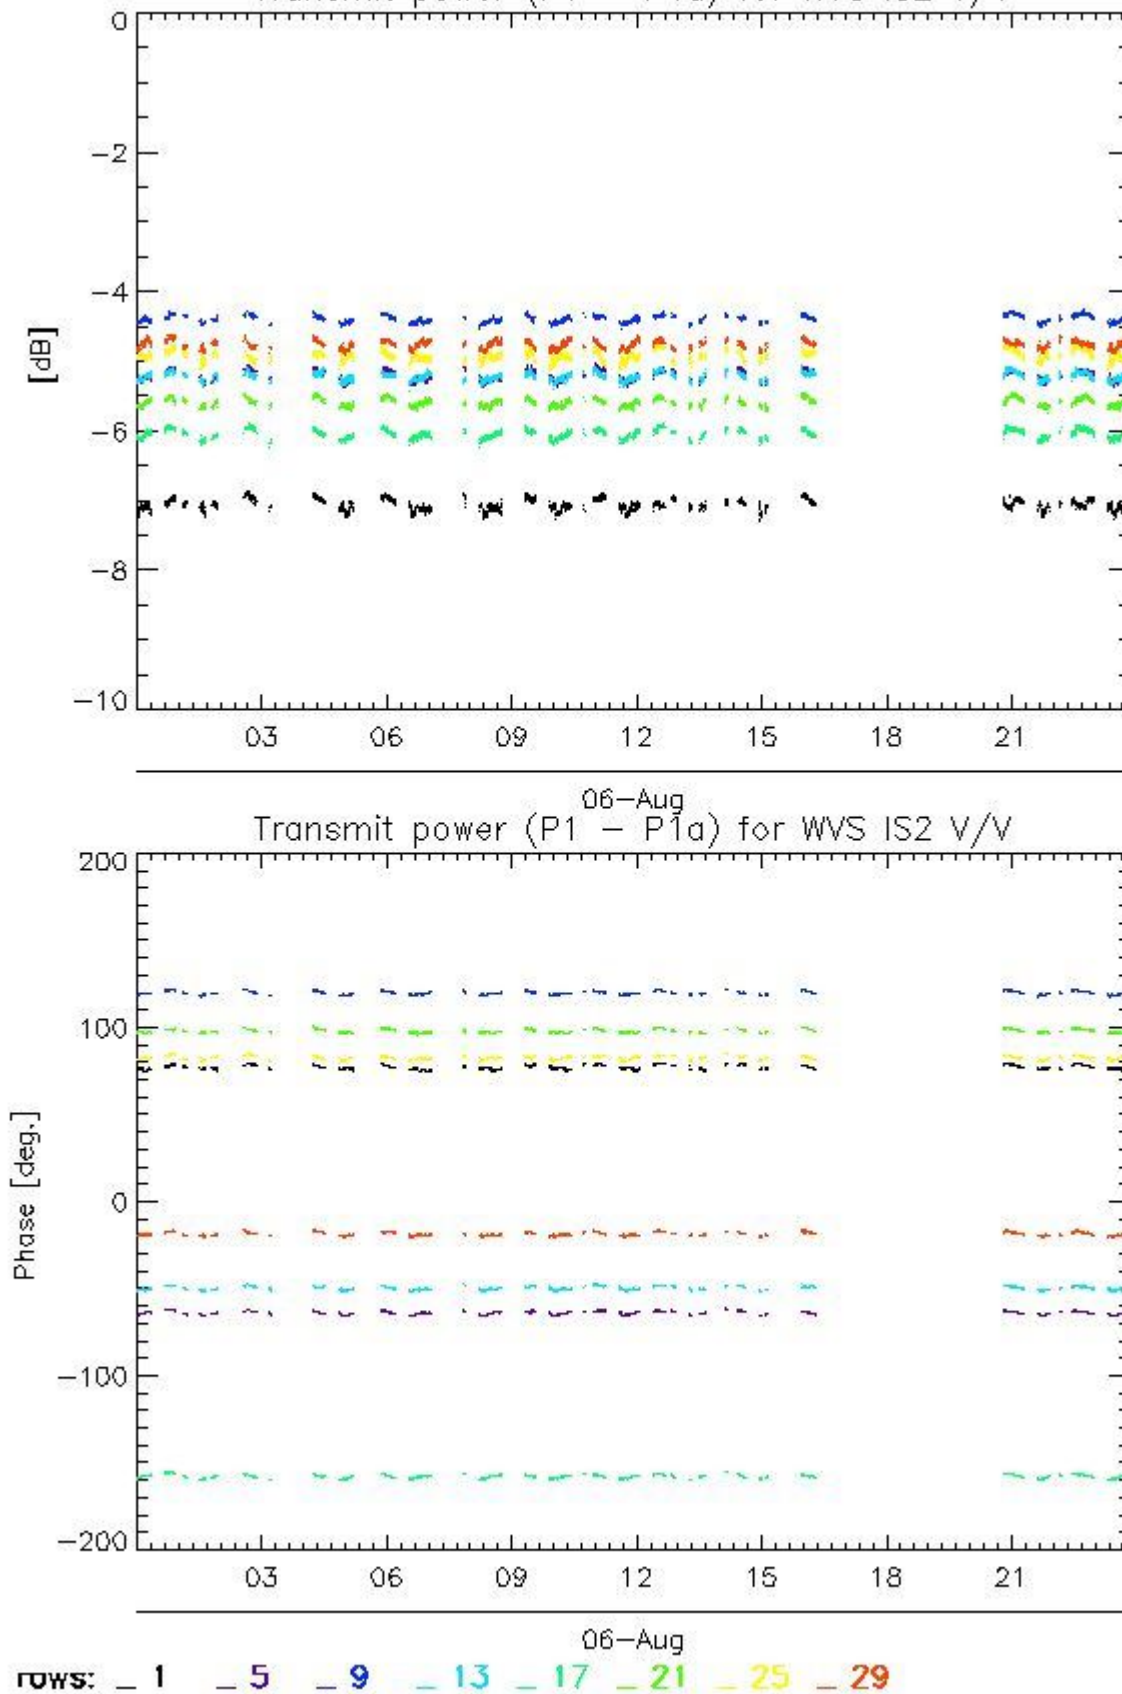 0
-2
-4
[dB]
-6
-8
-10
03 06 09 12 15 18 21
06-Aug
Transmit power (P1 - P1a) for WVS IS2 V/V
200
100
0
Phase [deg.]
-100
-200
03 06 09 12 15 18 21
06-Aug
rows: _ 1 _ 5 _ 9 _ 13 _ 17 _ 21 _ 25 _ 29